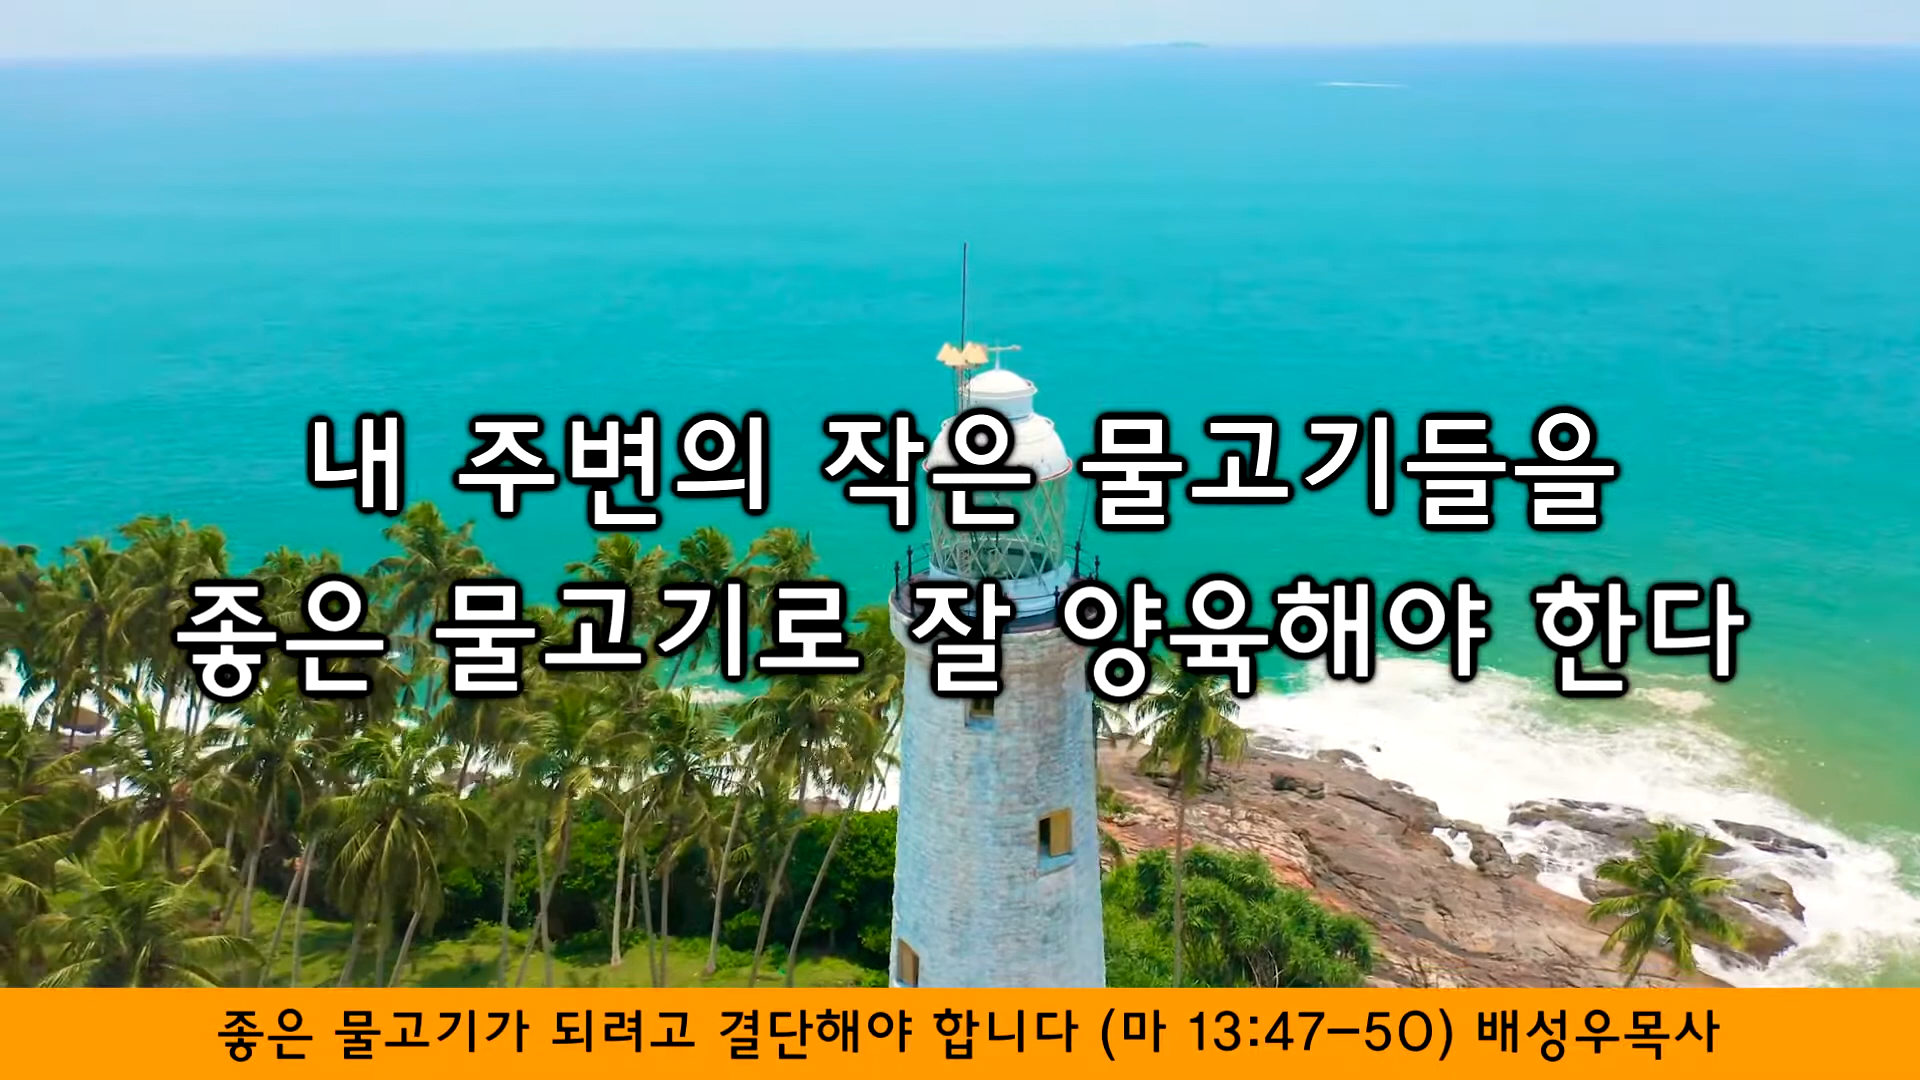 내 주변의 작은 물고기들을
좋은 물고기로 잘 양육해야 한다
좋은 물고기가 되려고 결단해야 합니다 (마 13:47-50) 배성우목사